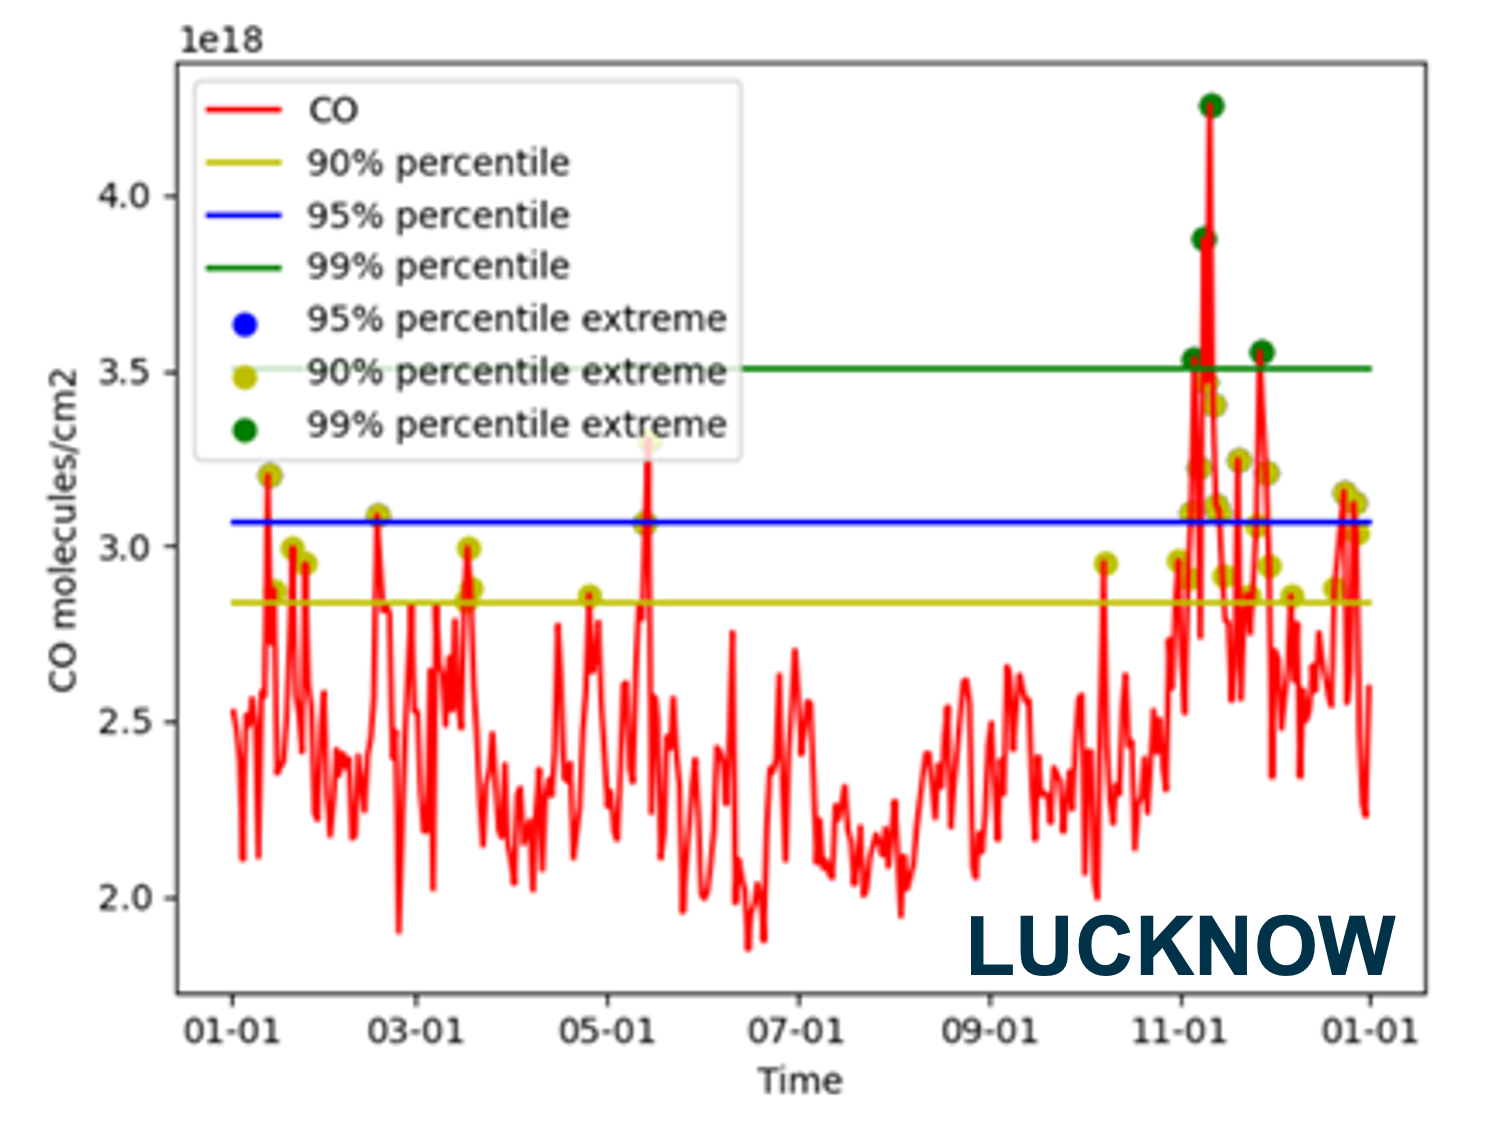 1e18
CO
90% percentile
95% percentile
99% percentile
95% percentile extreme
90% percentile extreme
99% percentile extreme
4.0
3.5
3.0
2.5
2.0
CO molecules/cm2
LUCKNOW
01-01
03-01
05-01
07-01
09-01
11-01
01-01
Time